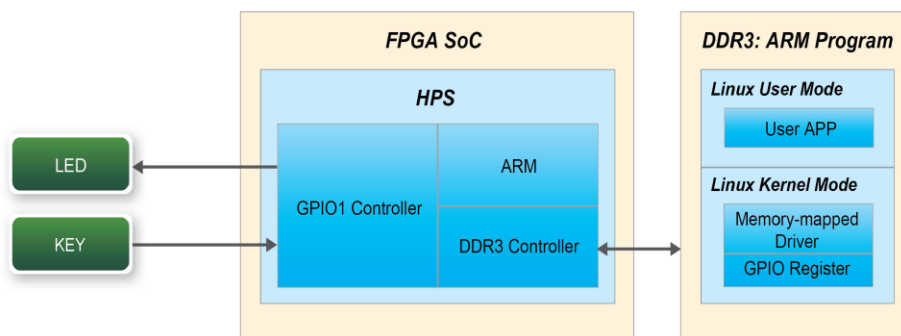 FPGA SoC
HPS
LED
KEY
GPIO1 Controller
ARM
DDR3 Controller
DDR3: ARM Program
Linux User Mode
User APP
Linux Kernel Mode
Memory-mapped
Driver
GPIO Register